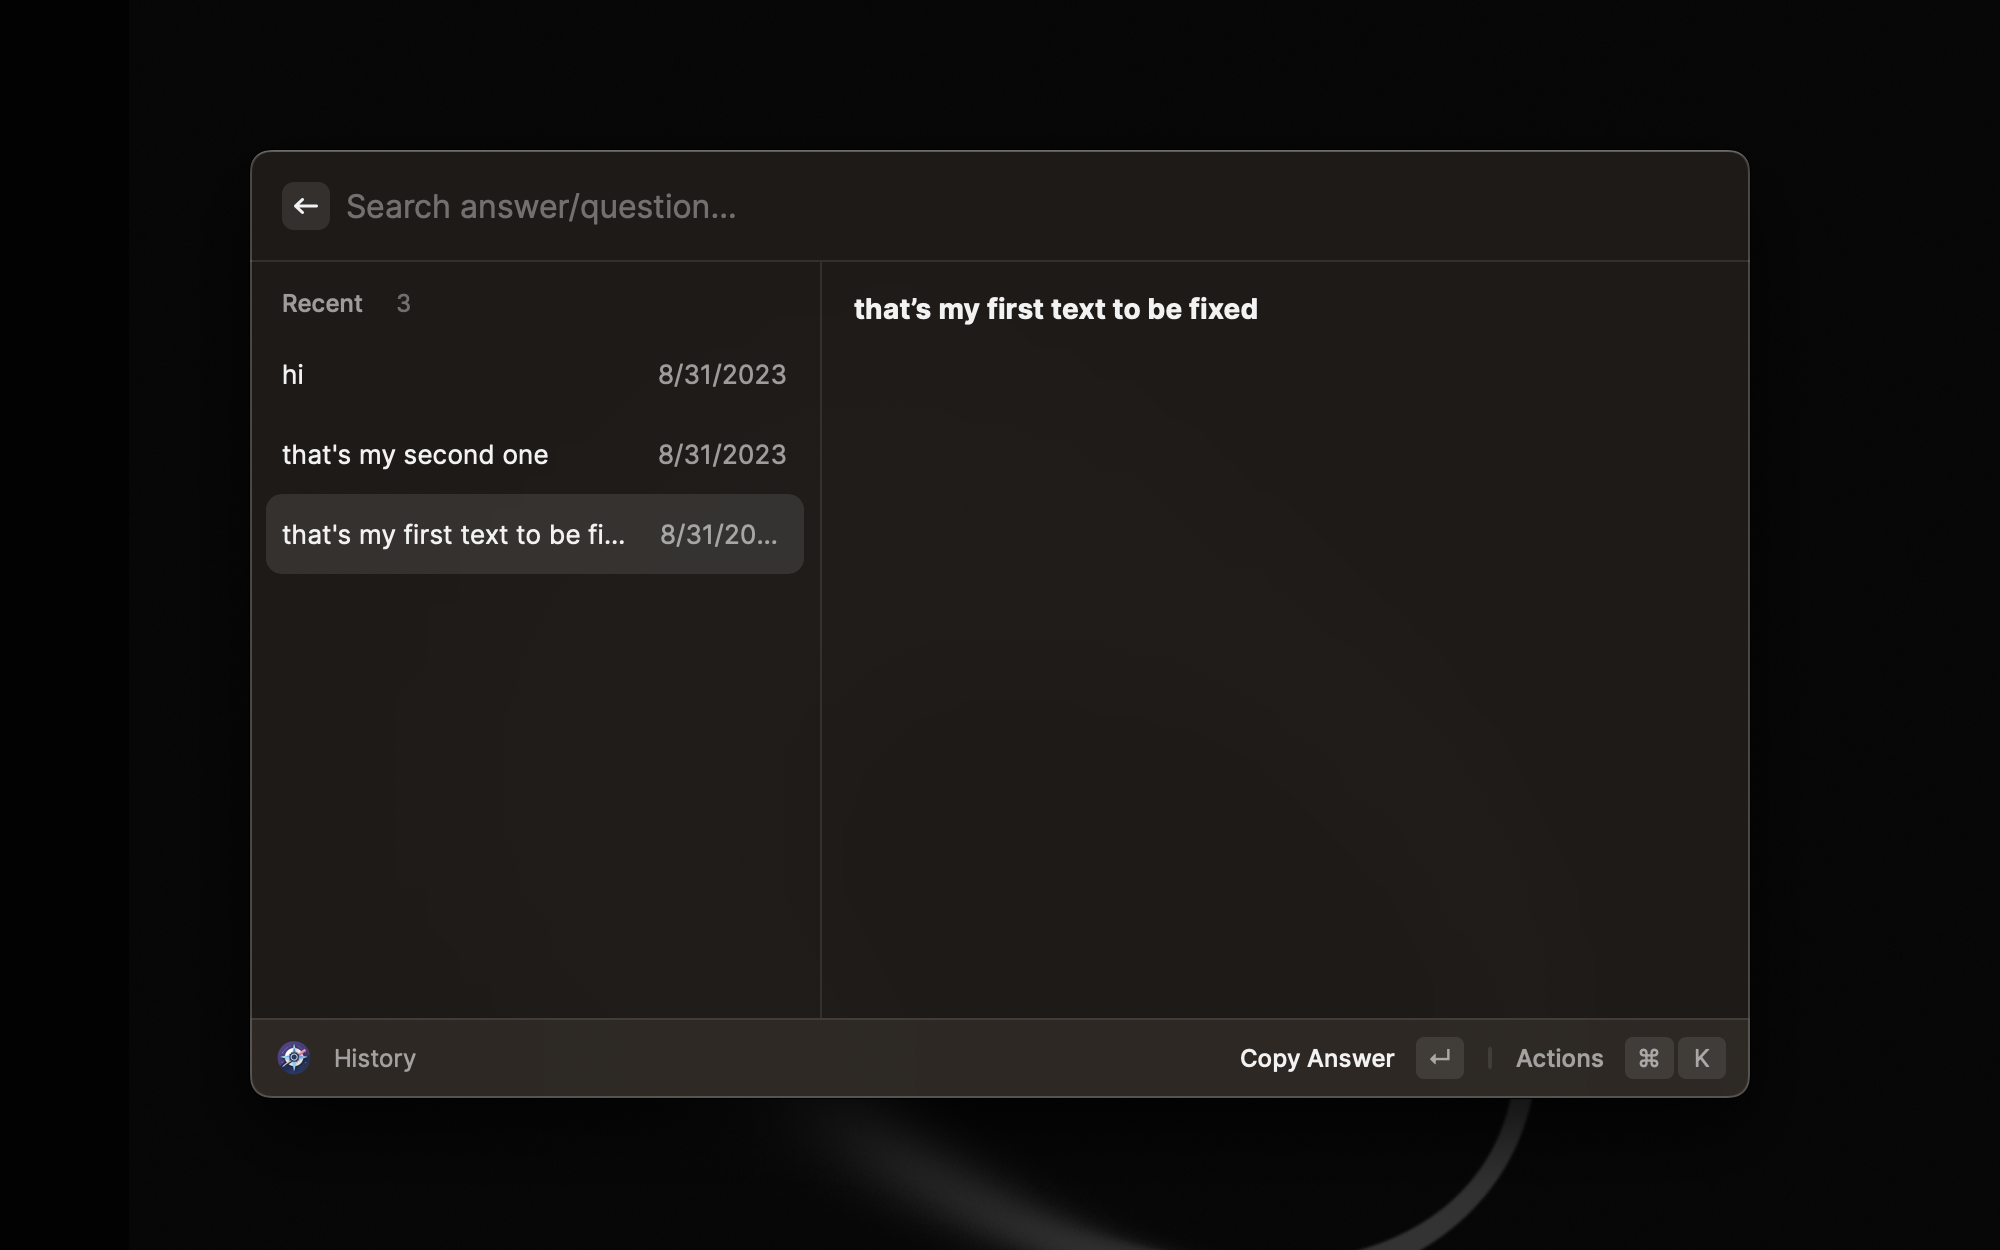 Search answer/question...
Recent 3
hi 8/31/2023
that's my second one 8/31/2023
that's my first text to be fi... 8/31/20...
that’s my first text to be fixed
History Copy Answer ↵ | Actions ⌘ K